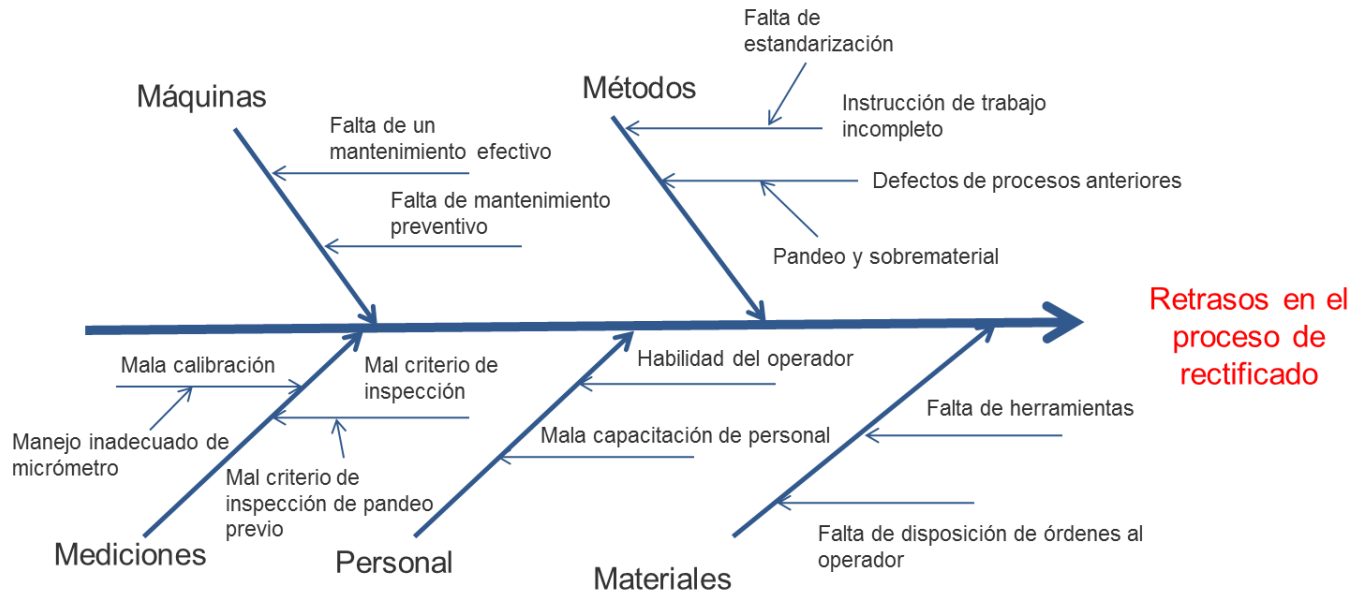 Falta de
estandarización
Máquinas
Métodos
Instrucción de trabajo
incompleto
Falta de un
mantenimiento efectivo
Defectos de procesos anteriores
Falta de mantenimiento
preventivo
Pandeo y sobrematerial
Retrasos en el
proceso de
rectificado
Mala calibración
Mal criterio de
inspección
Habilidad del operador
Falta de herramientas
Manejo inadecuado de
micrómetro
Mala capacitación de personal
Mal criterio de
inspección de pandeo
previo
Falta de disposición de órdenes al
operador
Mediciones
Personal
Materiales